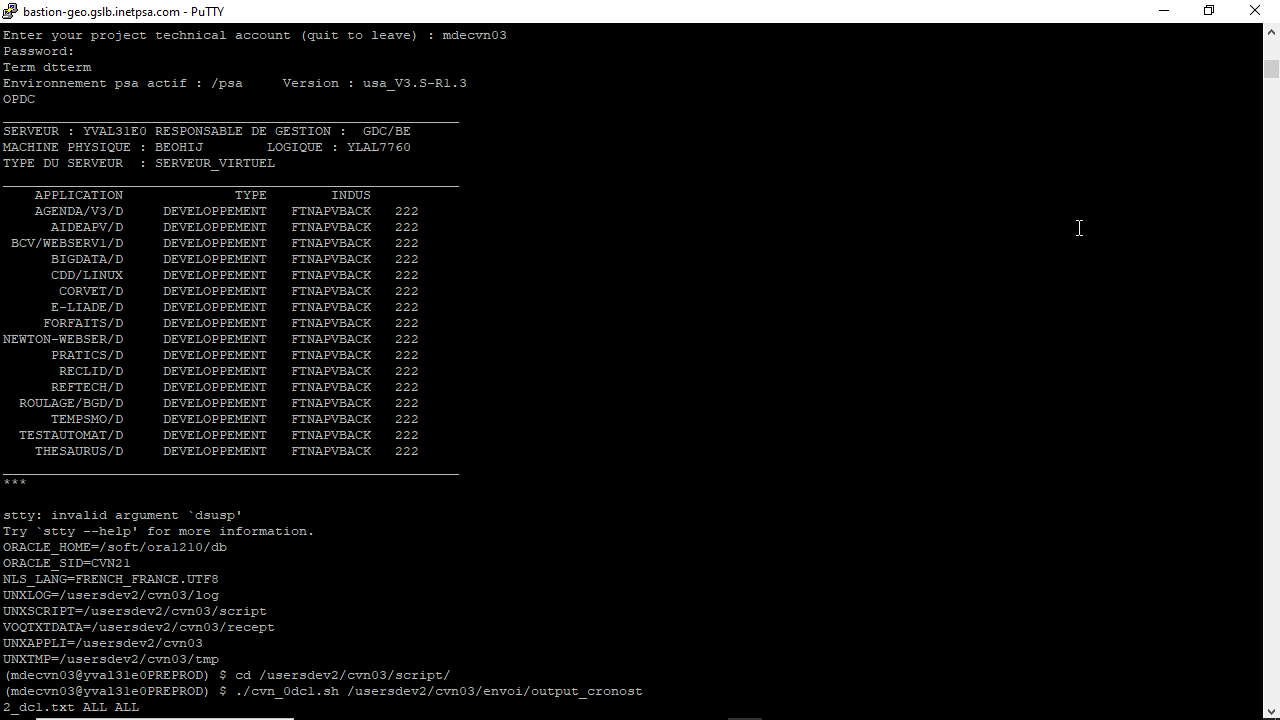 bastion-geo.gslb.inetpsa.com - PuTTY
Enter your project technical account (quit to leave) : mdecvn03
Password:
Term dtterm
Environnement psa actif : /psa     Version : usa_V3.S-R1.3
OPDC
SERVEUR : YVAL31E0 RESPONSABLE DE GESTION :  GDC/BE
MACHINE PHYSIQUE : BEOHIJ        LOGIQUE : YLAL7760
TYPE DU SERVEUR  : SERVEUR_VIRTUEL
APPLICATION              TYPE        INDUS
AGENDA/V3/D     DEVELOPPEMENT   FTNAPVBACK   222
AIDEAPV/D     DEVELOPPEMENT   FTNAPVBACK   222
BCV/WEBSERV1/D     DEVELOPPEMENT   FTNAPVBACK   222
BIGDATA/D     DEVELOPPEMENT   FTNAPVBACK   222
CDD/LINUX     DEVELOPPEMENT   FTNAPVBACK   222
CORVET/D     DEVELOPPEMENT   FTNAPVBACK   222
E-LIADE/D     DEVELOPPEMENT   FTNAPVBACK   222
FORFAITS/D     DEVELOPPEMENT   FTNAPVBACK   222
NEWTON-WEBSER/D     DEVELOPPEMENT   FTNAPVBACK   222
PRATICS/D     DEVELOPPEMENT   FTNAPVBACK   222
RECLID/D     DEVELOPPEMENT   FTNAPVBACK   222
REFTECH/D     DEVELOPPEMENT   FTNAPVBACK   222
ROULAGE/BGD/D     DEVELOPPEMENT   FTNAPVBACK   222
TEMPSMO/D     DEVELOPPEMENT   FTNAPVBACK   222
TESTAUTOMAT/D     DEVELOPPEMENT   FTNAPVBACK   222
THESAURUS/D     DEVELOPPEMENT   FTNAPVBACK   222
***
stty: invalid argument `dsusp'
Try `stty --help' for more information.
ORACLE_HOME=/soft/ora1210/db
ORACLE_SID=CVN21
NLS_LANG=FRENCH_FRANCE.UTF8
UNXLOG=/usersdev2/cvn03/log
UNXSCRIPT=/usersdev2/cvn03/script
VOQTXTDATA=/usersdev2/cvn03/recept
UNXAPPLI=/usersdev2/cvn03
UNXTMP=/usersdev2/cvn03/tmp
(mdecvn03@yval31e0PREPROD) $ cd /usersdev2/cvn03/script/
(mdecvn03@yval31e0PREPROD) $ ./cvn_0dc1.sh /usersdev2/cvn03/envoi/output_cronost
2_dc1.txt ALL ALL